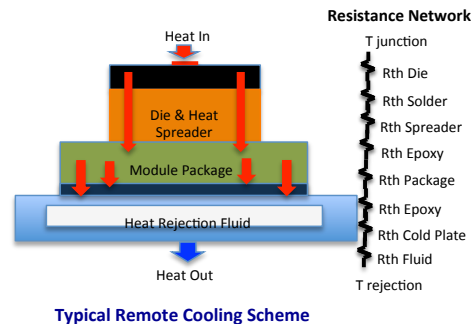 Resistance Network
Heat In
T junction
Rth Die
Rth Solder
Die & Heat
Spreader
Rth Spreader
Rth Epoxy
Module Package
Rth Package
Rth Epoxy
Heat Rejection Fluid
Rth Cold Plate
Rth Fluid
Heat Out
T rejection
Typical Remote Cooling Scheme